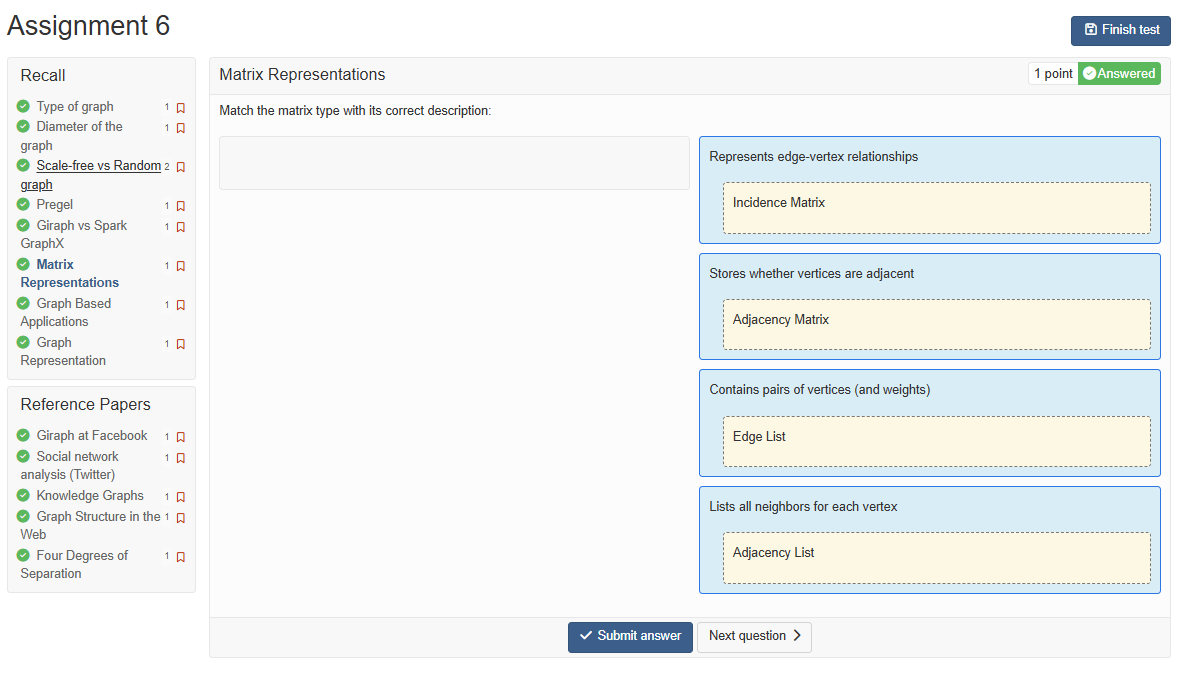 Assignment 6
Finish test
Recall
Type of graph 1
Diameter of the 1
graph
Scale-free vs Random 2
graph
Pregel 1
Giraph vs Spark 1
GraphX
Matrix 1
Representations
Graph Based 1
Applications
Graph 1
Representation
Reference Papers
Giraph at Facebook 1
Social network 1
analysis (Twitter)
Knowledge Graphs 1
Graph Structure in the 1
Web
Four Degrees of 1
Separation
Matrix Representations
1 point Answered
Match the matrix type with its correct description:
Represents edge-vertex relationships
Incidence Matrix
Stores whether vertices are adjacent
Adjacency Matrix
Contains pairs of vertices (and weights)
Edge List
Lists all neighbors for each vertex
Adjacency List
Submit answer
Next question